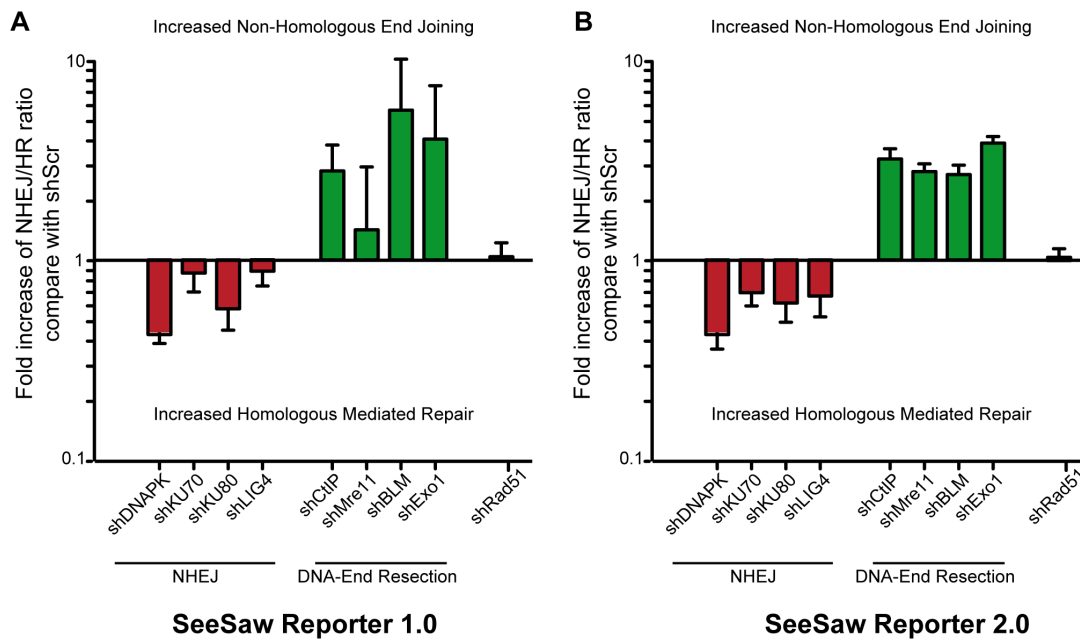 A
Increased Non-Homologous End Joining
Fold increase of NHEJ/HR ratio
compare with shScr
10
1
0.1
Increased Homologous Mediated Repair
shDNAPK
shKU70
shKU80
shLIG4
shCtIP
shMre11
shBLM
shExo1
shRad51
NHEJ
DNA-End Resection
SeeSaw Reporter 1.0
B
Increased Non-Homologous End Joining
Fold increase of NHEJ/HR ratio
compare with shScr
10
1
0.1
Increased Homologous Mediated Repair
shDNAPK
shKU70
shKU80
shLIG4
shCtIP
shMre11
shBLM
shExo1
shRad51
NHEJ
DNA-End Resection
SeeSaw Reporter 2.0